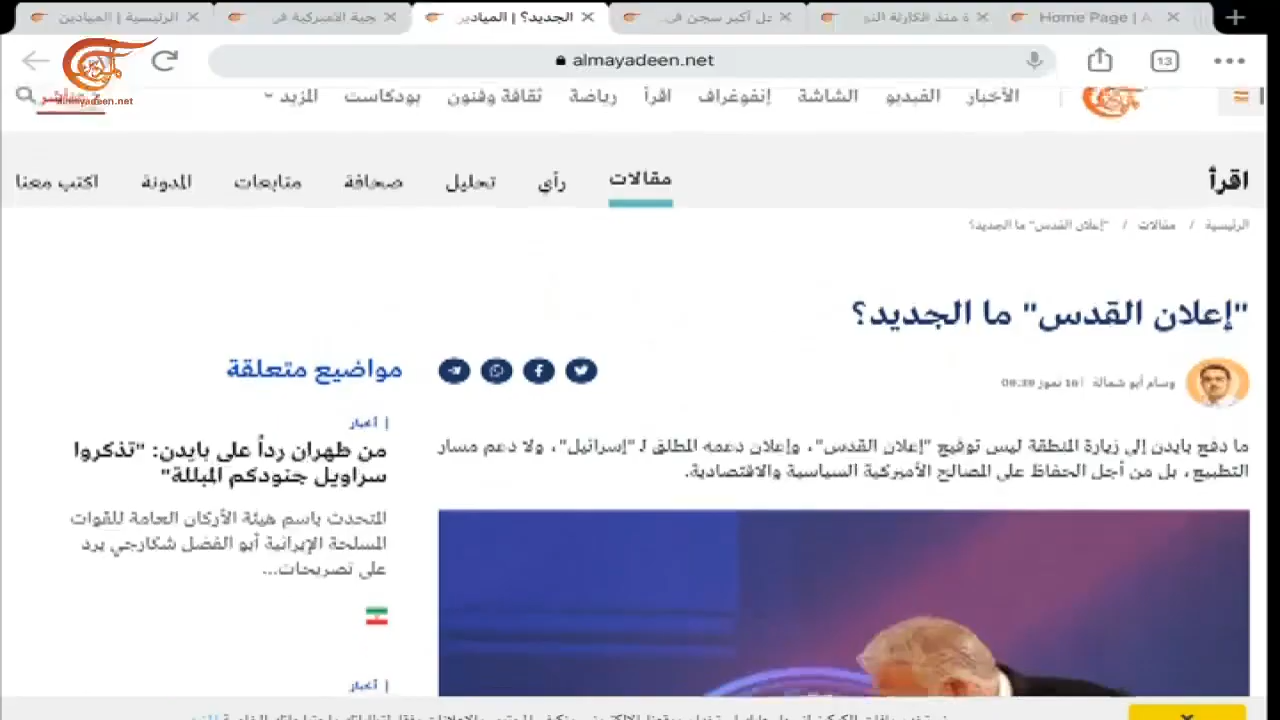 الرئيسية | الميادين
الجديد؟ | الميادين
Home Page | A
almayadeen.net
13
almayadeen.net
الأخبار الفيديو الشاشة إنفوغراف اقرأ رياضة ثقافة وفنون بودكاست المزيد
اقرأ
مقالات رأي تحليل صحافة متابعات المدونة اكتب معنا
الرئيسية / مقالات / "إعلان القدس" ما الجديد؟
"إعلان القدس" ما الجديد؟
وسام أبو شمالة | 16 تموز
ما دفع بايدن إلى زيارة المنطقة ليس توقيع "إعلان القدس"، وإعلان دعمه المطلق لـ "إسرائيل"، ولا دعم مسار
التطبيع، بل من أجل الحفاظ على المصالح الأميركية السياسية والاقتصادية.
مواضيع متعلقة
| أخبار
من طهران رداً على بايدن: "تذكروا
سراويل جنودكم المبللة"
المتحدث باسم هيئة الأركان العامة للقوات
المسلحة الإيرانية أبو الفضل شكارجي يرد
على تصريحات...
| أخبار